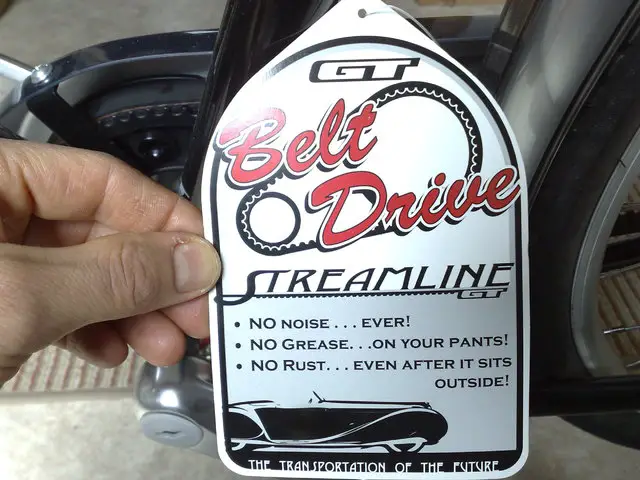 GT
Belt
Drive
STREAMLINE
GT
• NO NOISE . . . EVER!
• NO GREASE. . .ON YOUR PANTS!
• NO RUST. . . EVEN AFTER IT SITS
OUTSIDE!
THE TRANSPORTATION OF THE FUTURE